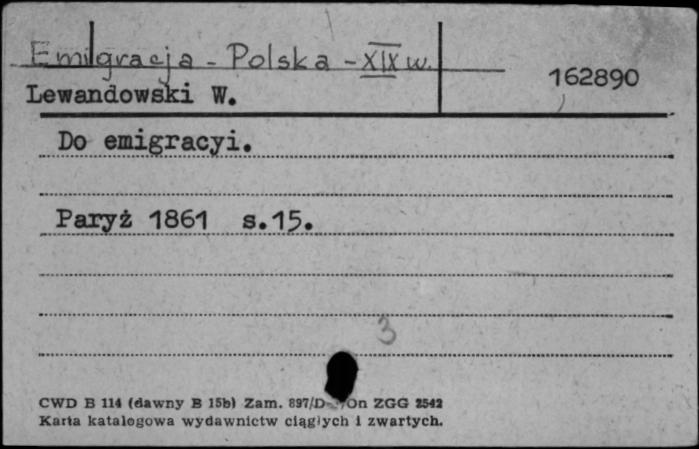 Emigracja - Polska - XIX w.
162890
Lewandowski W.
Do emigracyi.
Paryż 1861 s.15.
3
CWD B 114 (dawny B 15b) Zam. 897/D- /On ZGG 2542
Karta katalogowa wydawnictw ciągłych i zwartych.